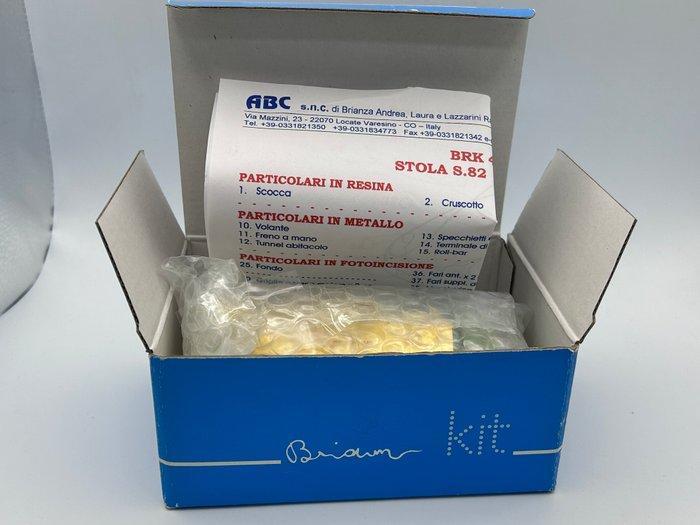 ABC s.n.c. di Brianza Andrea, Laura e Lazzarini R
Via Mazzini, 23 - 22070 Locate Varesino - CO - Italy
Tel. +39-0331821350 +39-0331834773 Fax +39-0331821342 e
BRK
STOLA S.82
PARTICOLARI IN RESINA
1. Scocca 2. Cruscotto
PARTICOLARI IN METALLO
10. Volante 13. Specchietti
11. Freno a mano 14. Terminale di
12. Tunnel abitacolo 15. Roll-bar
PARTICOLARI IN FOTOINCISIONE
25. Fondo 36. Fari ant. x 2
37. Fari suppl. a
kit